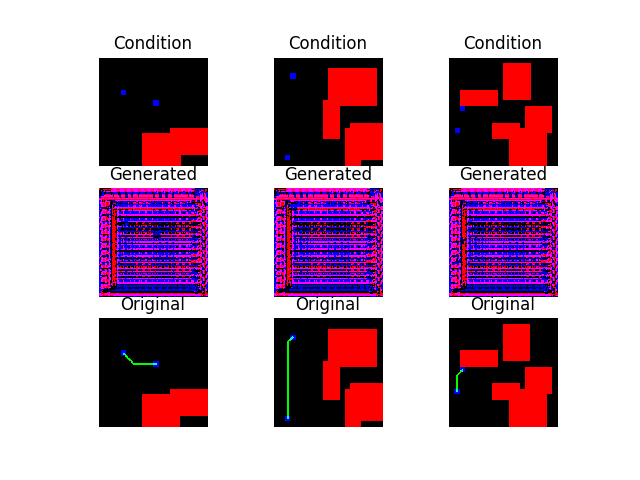 Condition Condition Condition
Generated Generated Generated
Original Original Original